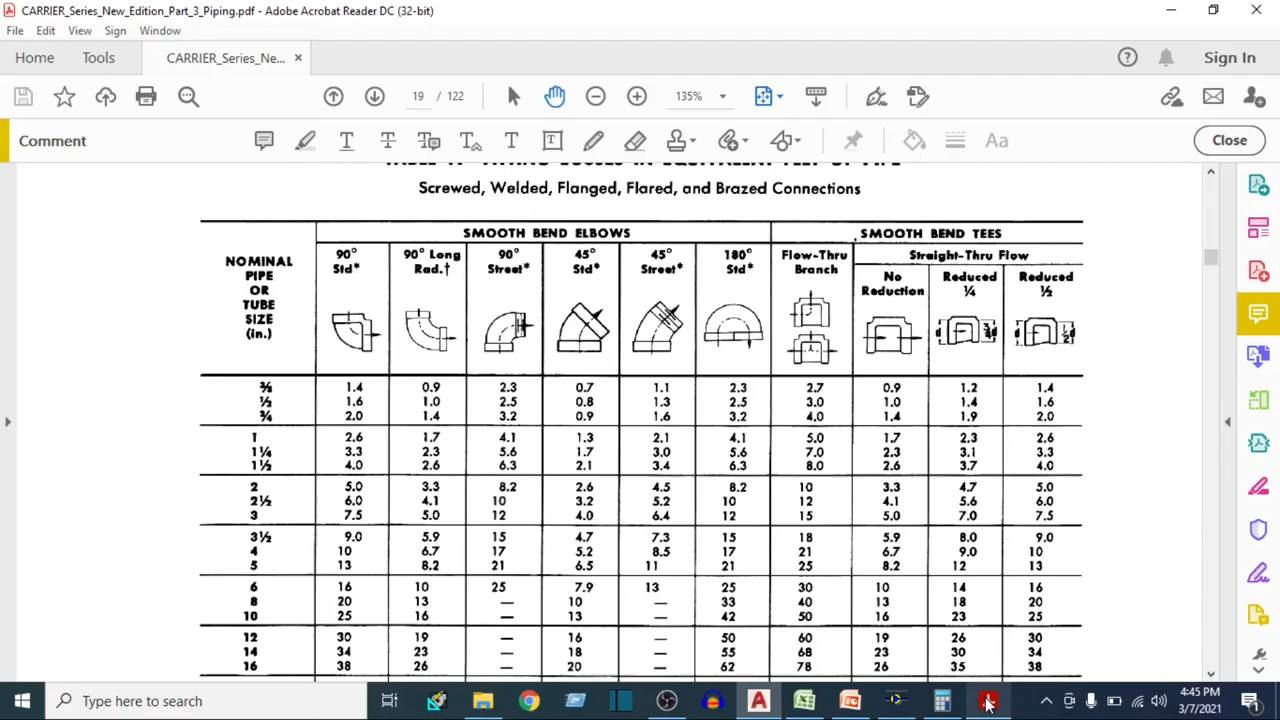 CARRIER_Series_New_Edition_Part_3_Piping.pdf - Adobe Acrobat Reader DC (32-bit)
File Edit View Sign Window
Home Tools CARRIER_Series_Ne... × Sign In
19 / 122 135%
Comment Close
TABLE 11 FITTING LOSSES IN EQUIVALENT FEET OF PIPE
Screwed, Welded, Flanged, Flared, and Brazed Connections
SMOOTH BEND ELBOWS SMOOTH BEND TEES
NOMINAL PIPE OR TUBE SIZE (in.) 90° Std* 90° Long Rad.† 90° Street* 45° Std* 45° Street* 180° Std* Flow-Thru Branch Straight-Thru Flow
No Reduction Reduced ¼ Reduced ½
d ¾d d ½d
⅜ 1.4 0.9 2.3 0.7 1.1 2.3 2.7 0.9 1.2 1.4
½ 1.6 1.0 2.5 0.8 1.3 2.5 3.0 1.0 1.4 1.6
¾ 2.0 1.4 3.2 0.9 1.6 3.2 4.0 1.4 1.9 2.0
1 2.6 1.7 4.1 1.3 2.1 4.1 5.0 1.7 2.3 2.6
1¼ 3.3 2.3 5.6 1.7 3.0 5.6 7.0 2.3 3.1 3.3
1½ 4.0 2.6 6.3 2.1 3.4 6.3 8.0 2.6 3.7 4.0
2 5.0 3.3 8.2 2.6 4.5 8.2 10 3.3 4.7 5.0
2½ 6.0 4.1 10 3.2 5.2 10 12 4.1 5.6 6.0
3 7.5 5.0 12 4.0 6.4 12 15 5.0 7.0 7.5
3½ 9.0 5.9 15 4.7 7.3 15 18 5.9 8.0 9.0
4 10 6.7 17 5.2 8.5 17 21 6.7 9.0 10
5 13 8.2 21 6.5 11 21 25 8.2 12 13
6 16 10 25 7.9 13 25 30 10 14 16
8 20 13 — 10 — 33 40 13 18 20
10 25 16 — 13 — 42 50 16 23 25
12 30 19 — 16 — 50 60 19 26 30
14 34 23 — 18 — 55 68 23 30 34
16 38 26 — 20 — 62 78 26 35 38
Type here to search
4:45 PM
3/7/2021